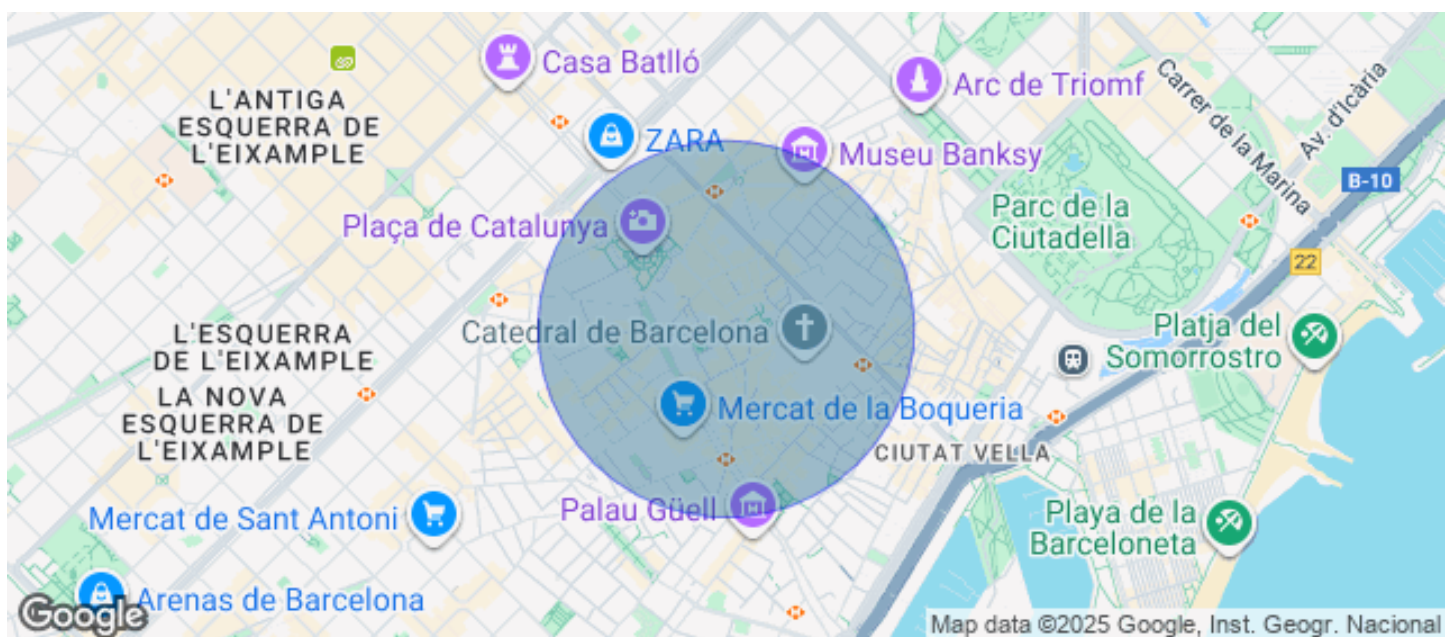 Casa Batlló
Arc de Triomf
Carrer de la Marina
Av. d'Icària
L'ANTIGA
ESQUERRA DE
L'EIXAMPLE
ZARA
Museu Banksy
B-10
Plaça de Catalunya
Parc de la
Ciutadella
22
L'ESQUERRA
DE L'EIXAMPLE
Catedral de Barcelona
Platja del
Somorrostro
LA NOVA
ESQUERRA DE
L'EIXAMPLE
Mercat de la Boqueria
CIUTAT VELLA
Mercat de Sant Antoni
Palau Güell
Playa de la
Barceloneta
Arenas de Barcelona
Google
Map data ©2025 Google, Inst. Geogr. Nacional